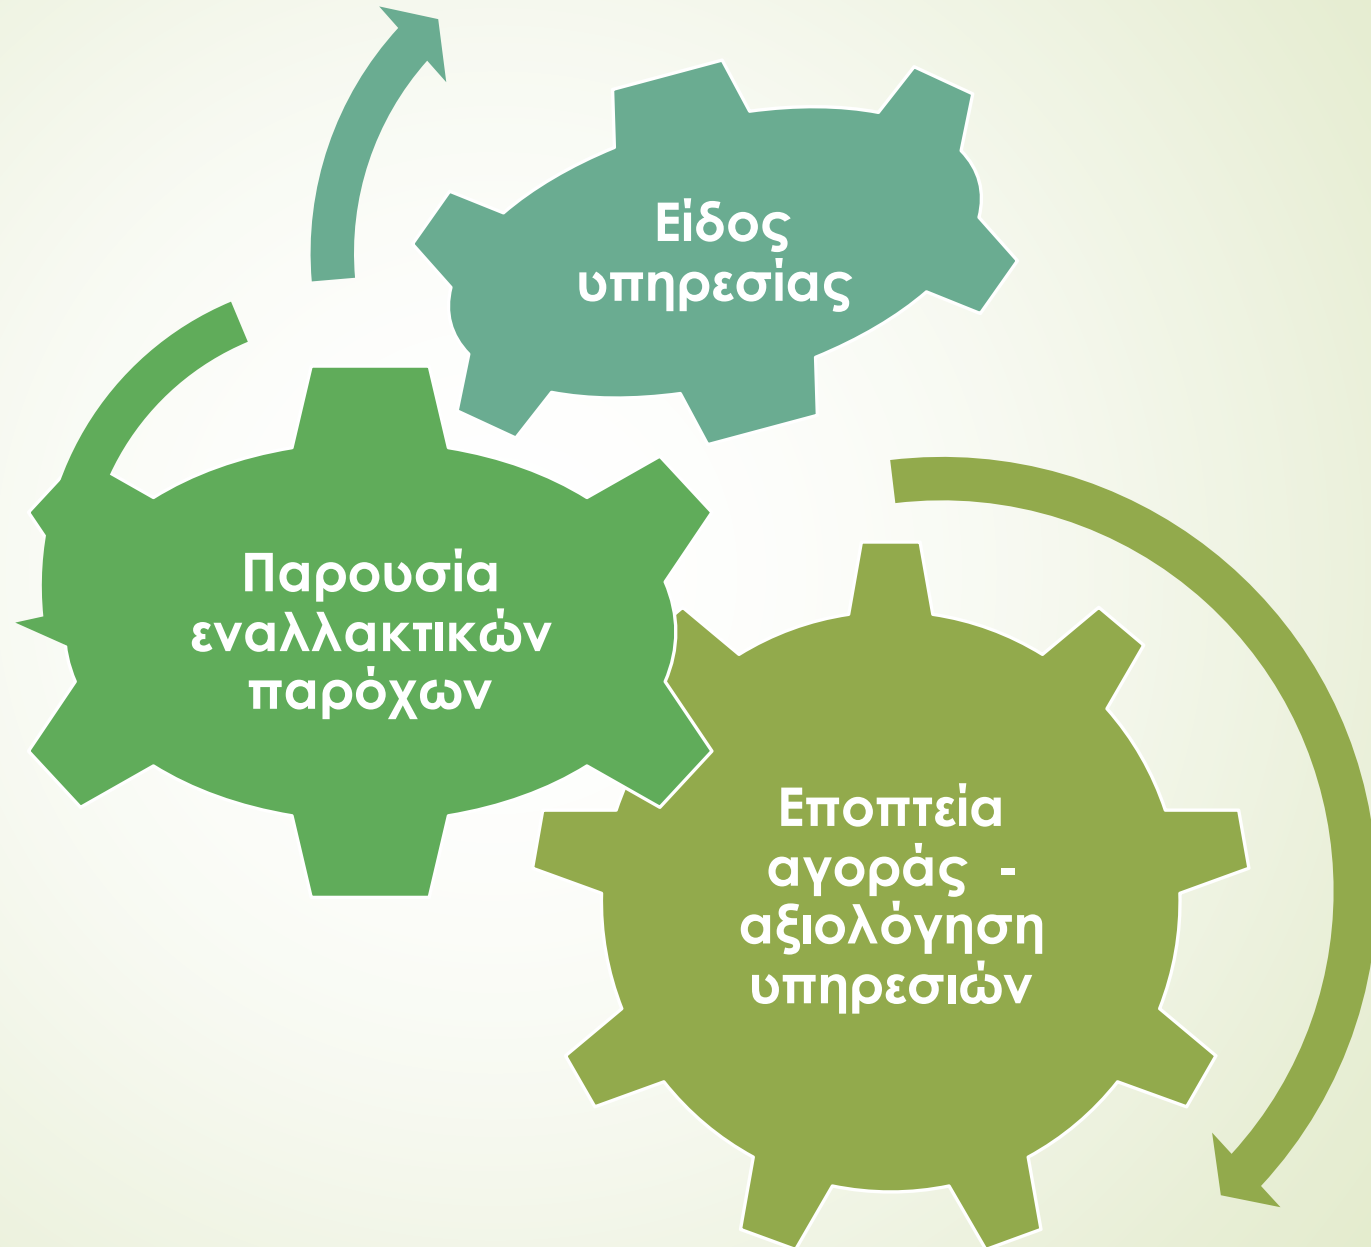 Είδος
υπηρεσίας
Παρουσία
εναλλακτικών
παρόχων
Εποπτεία
αγοράς -
αξιολόγηση
υπηρεσιών